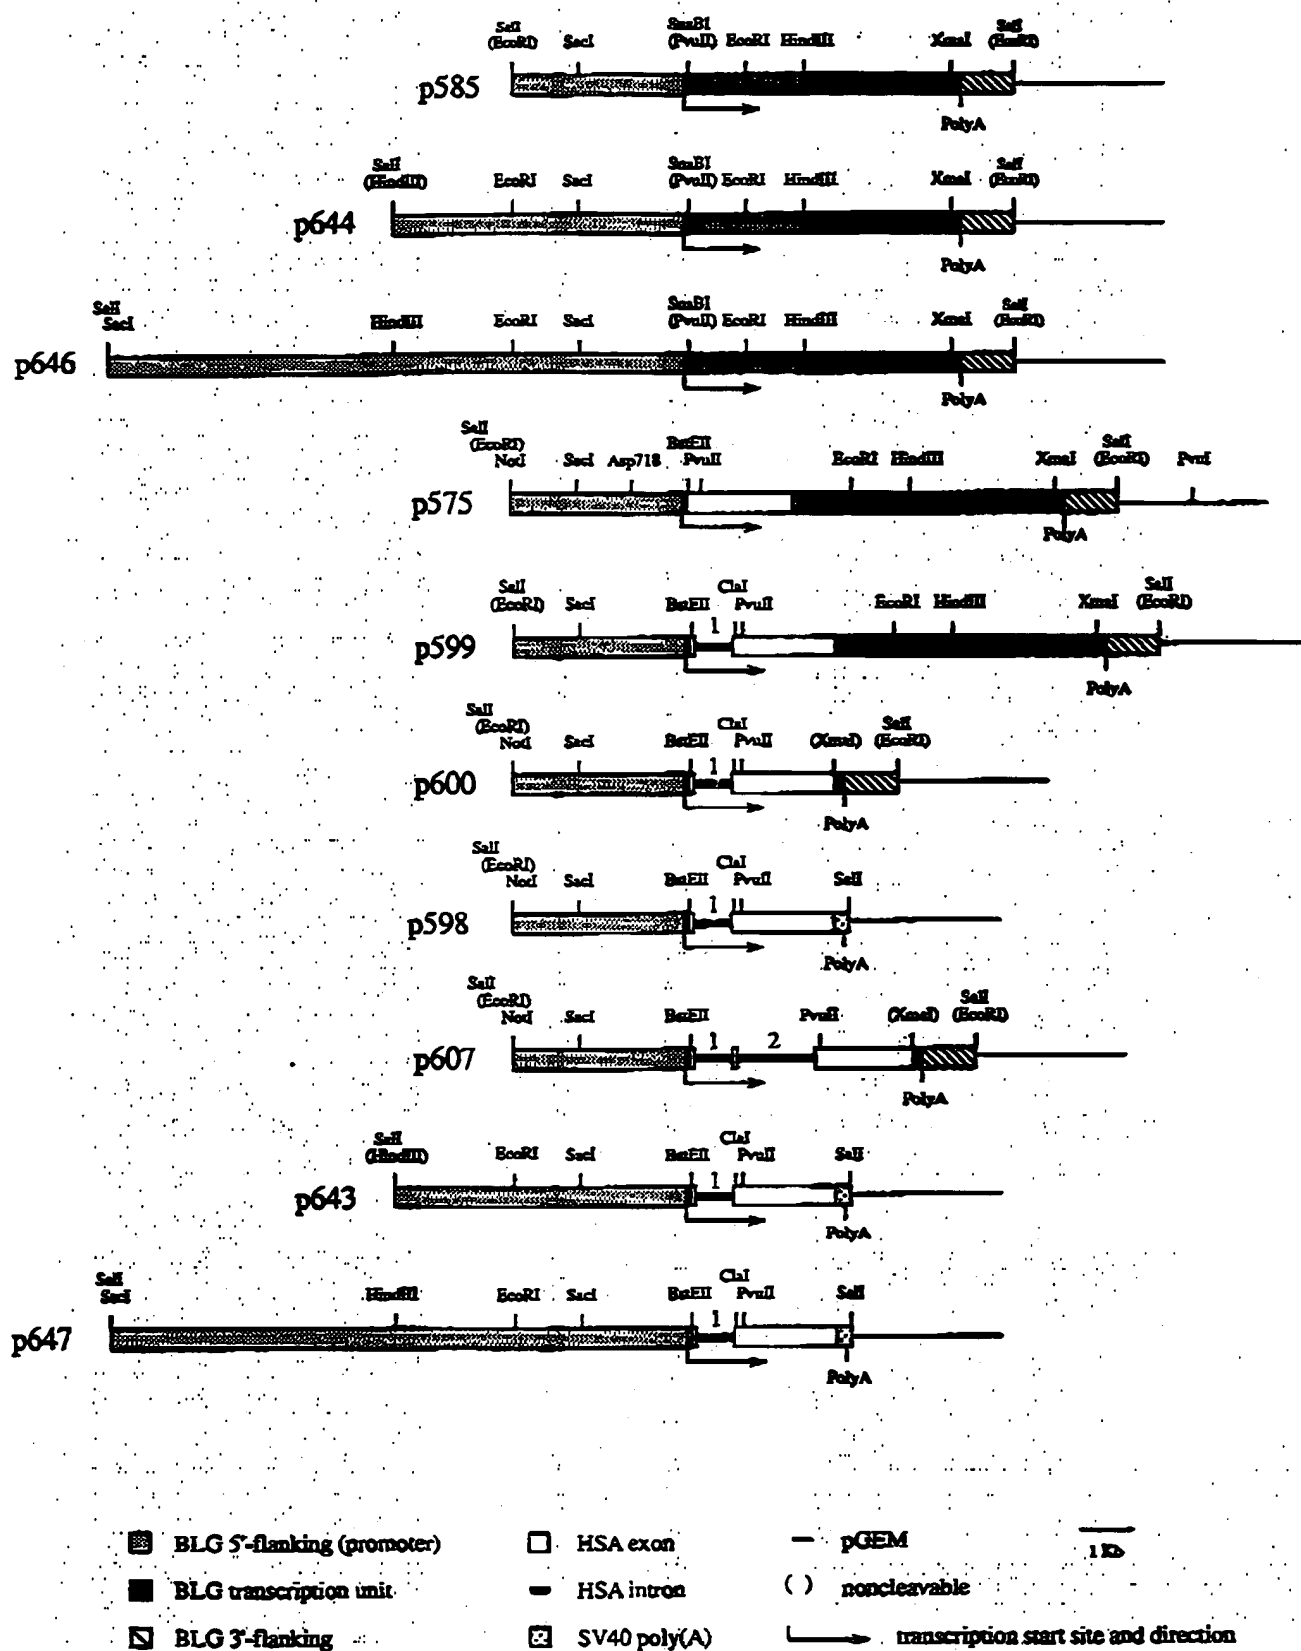 SalI SnaBI SalI
(EcoRI) SacI (PvuII) EcoRI HindIII XmaI (EcoRI)
p585
PolyA
SalI SnaBI SalI
(HindIII) EcoRI SacI (PvuII) EcoRI HindIII XmaI (EcoRI)
p644
PolyA
SalI SnaBI SalI
SacI HindIII EcoRI SacI (PvuII) EcoRI HindIII XmaI (EcoRI)
p646
PolyA
SalI
(EcoRI) BstEII SalI
NotI SacI Asp718 PvuII EcoRI HindIII XmaI (EcoRI) PvuI
p575
PolyA
SalI ClaI SalI
(EcoRI) SacI BstEII PvuII EcoRI HindIII XmaI (EcoRI)
1
p599
PolyA
SalI
(EcoRI) ClaI SalI
NotI SacI BstEII PvuII (XmaI) (EcoRI)
1
p600
PolyA
SalI
(EcoRI) ClaI
NotI SacI BstEII PvuII SalI
1
p598
PolyA
SalI
(EcoRI) SalI
NotI SacI BstEII PvuII (XmaI) (EcoRI)
1 2
p607
PolyA
SalI ClaI
(HindIII) EcoRI SacI BstEII PvuII SalI
1
p643
PolyA
SalI ClaI
SacI HindIII EcoRI SacI BstEII PvuII SalI
1
p647
PolyA
BLG 5'-flanking (promoter) HSA exon pGEM 1 Kb
BLG transcription unit HSA intron ( ) noncleavable
BLG 3'-flanking SV40 poly(A) transcription start site and direction